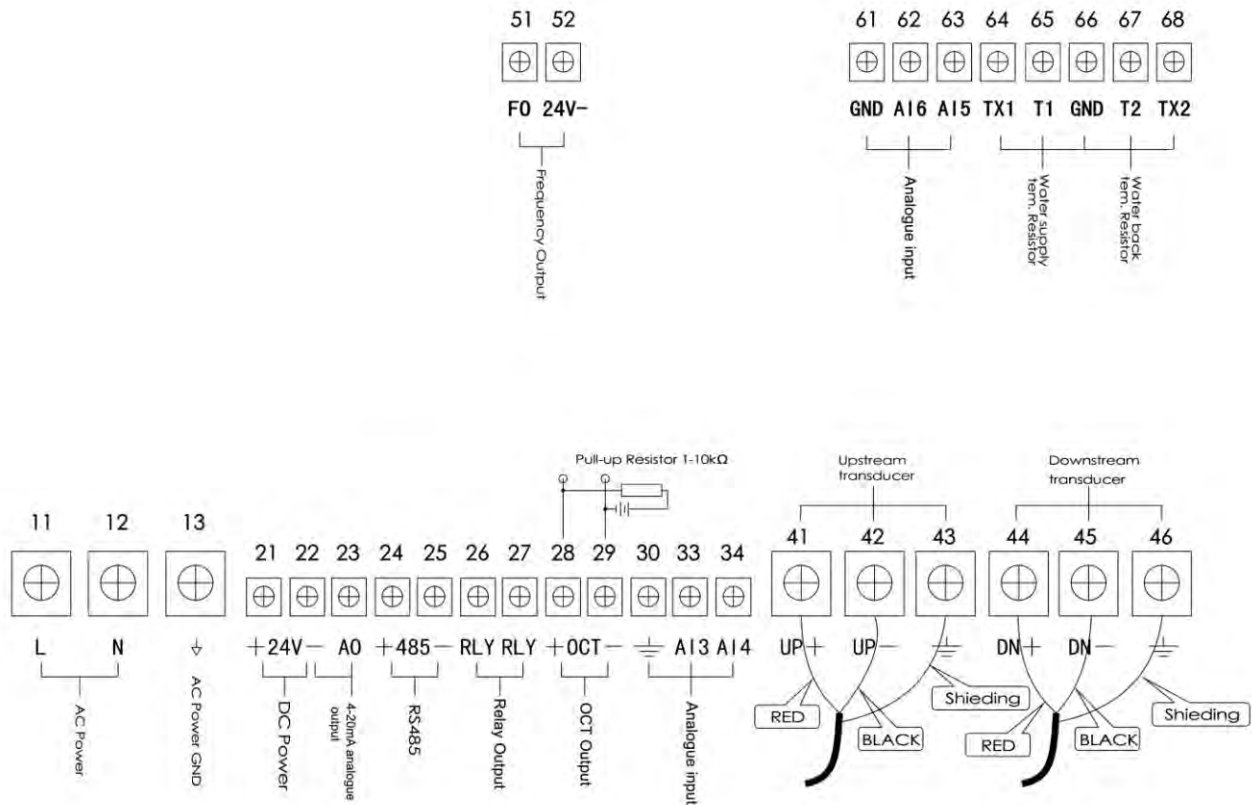 51 52
61 62 63 64 65 66 67 68
FO 24V-
GND AI6 AI5 TX1 T1 GND T2 TX2
Frequency Output
Analogue input
Water supply
tem. Resistor
Water back
tem. Resistor
Pull-up Resistor 1-10kΩ
Upstream
transducer
Downstream
transducer
11 12 13
21 22 23 24 25 26 27 28 29 30 33 34
41 42 43 44 45 46
L N ⏚ +24V- AO +485- RLY RLY +OCT- ⏚ AI3 AI4 UP+ UP- ⏚ DN+ DN- ⏚
AC Power
AC Power GND
DC Power
4-20mA analogue
output
RS485
Relay Output
OCT Output
Analogue input
RED
BLACK
Shieding
RED
BLACK
Shieding